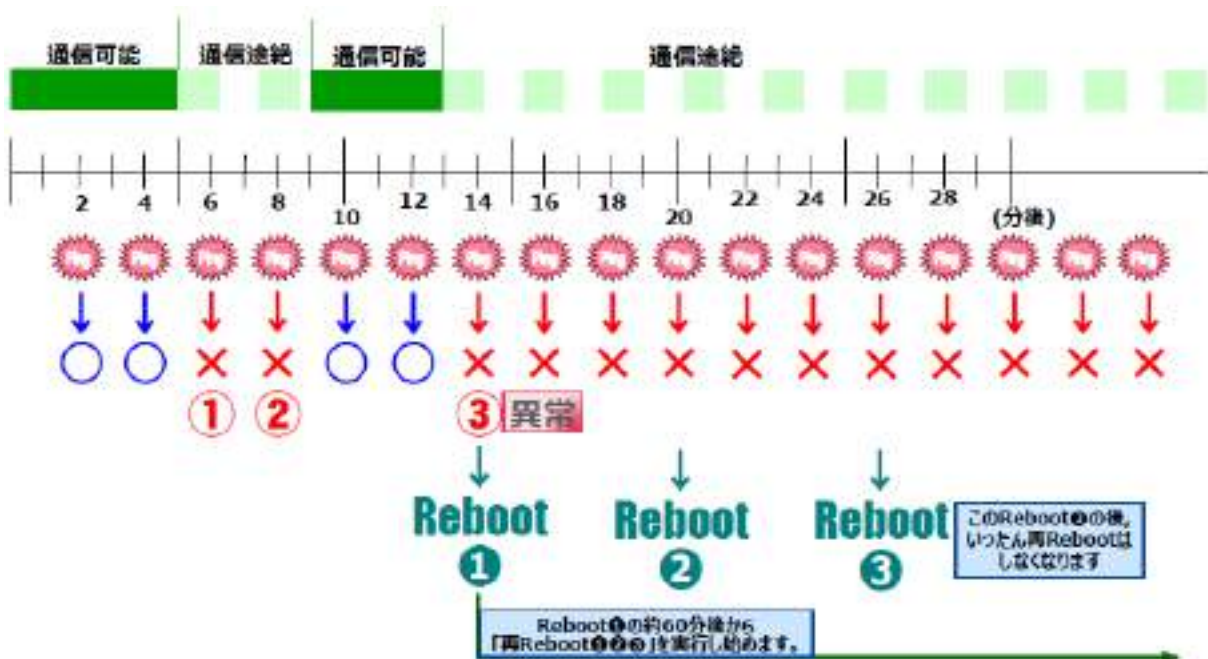 通信可能 通信途絶 通信可能 通信途絶
2 4 6 8 10 12 14 16 18 20 22 24 26 28 (分後)
① ② ③ 異常
Reboot Reboot Reboot
❶ ❷ ❸
このReboot❸の後、
いったん再Rebootは
しなくなります
Reboot❶の約60分後から
「再Reboot❶❷❸」を実行し始めます。